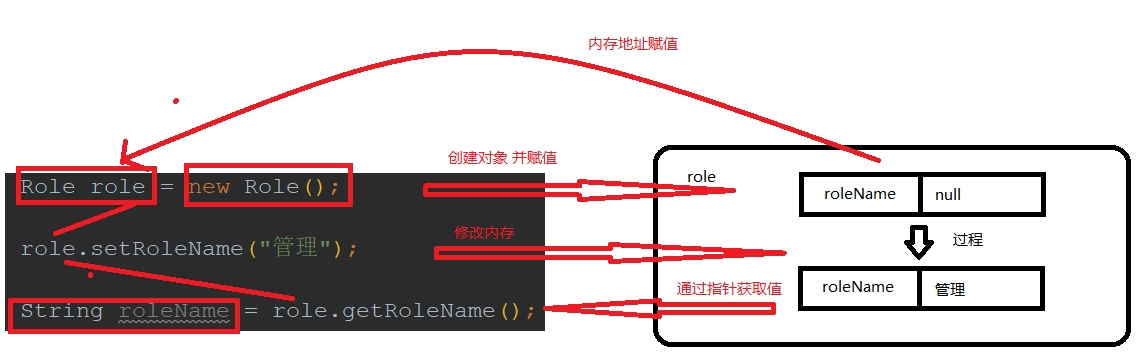 内存地址赋值
创建对象 并赋值
Role role = new Role();
role
roleName null
修改内存
role.setRoleName("管理");
过程
通过指针获取值
roleName 管理
String roleName = role.getRoleName();